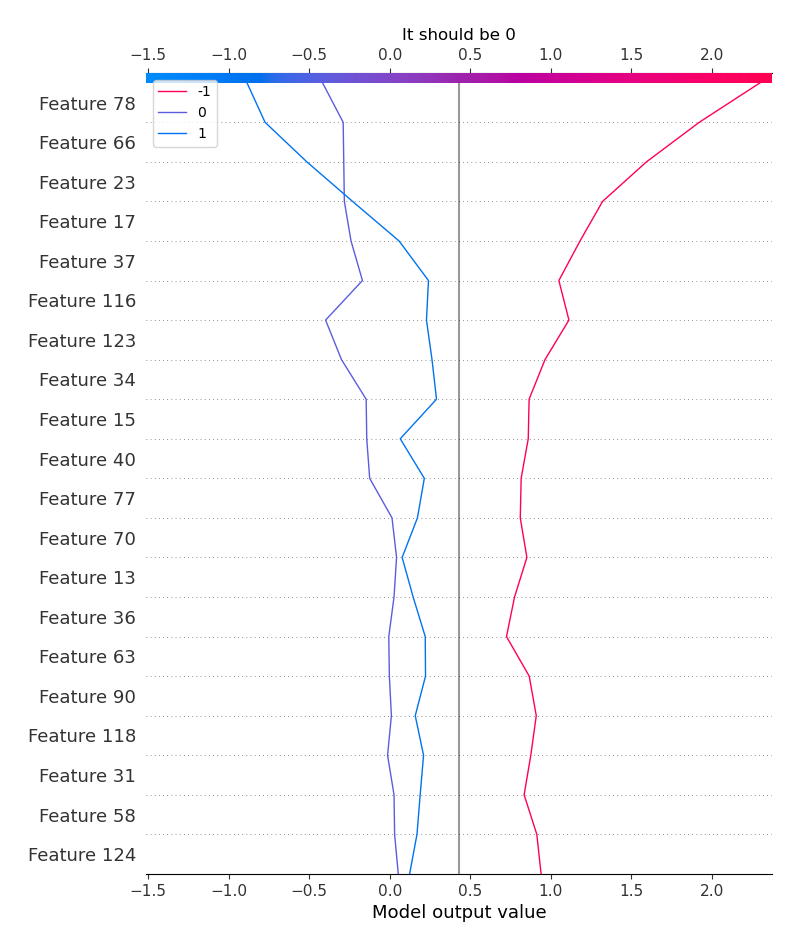 It should be 0
−1.5 −1.0 −0.5 0.0 0.5 1.0 1.5 2.0
-1
0
1
Feature 78
Feature 66
Feature 23
Feature 17
Feature 37
Feature 116
Feature 123
Feature 34
Feature 15
Feature 40
Feature 77
Feature 70
Feature 13
Feature 36
Feature 63
Feature 90
Feature 118
Feature 31
Feature 58
Feature 124
−1.5 −1.0 −0.5 0.0 0.5 1.0 1.5 2.0
Model output value